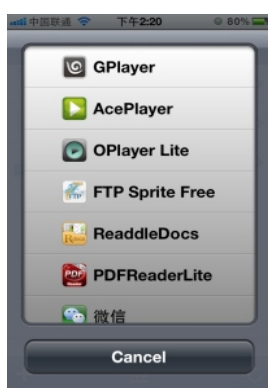 中国联通 下午2:20 80%
GPlayer
AcePlayer
OPlayer Lite
FTP Sprite Free
ReaddleDocs
PDFReaderLite
微信
Cancel